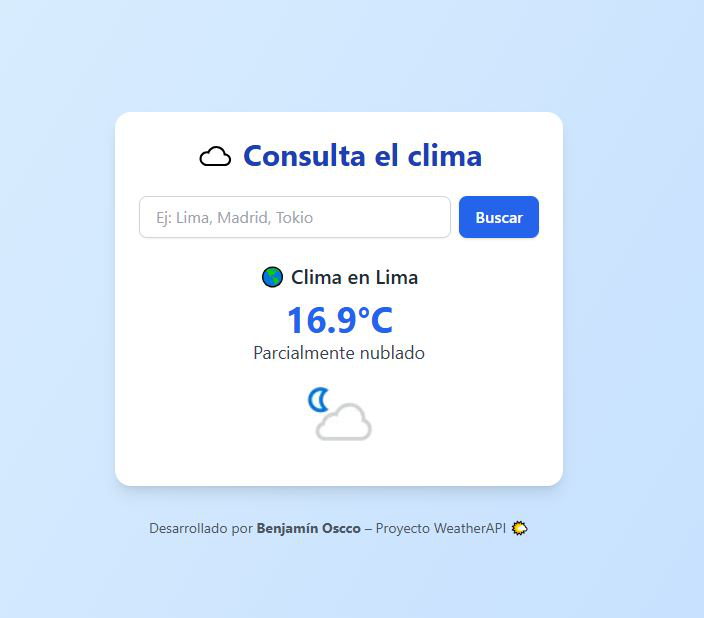 Consulta el clima
Ej: Lima, Madrid, Tokio
Buscar
Clima en Lima
16.9°C
Parcialmente nublado
Desarrollado por Benjamín Oscco – Proyecto WeatherAPI